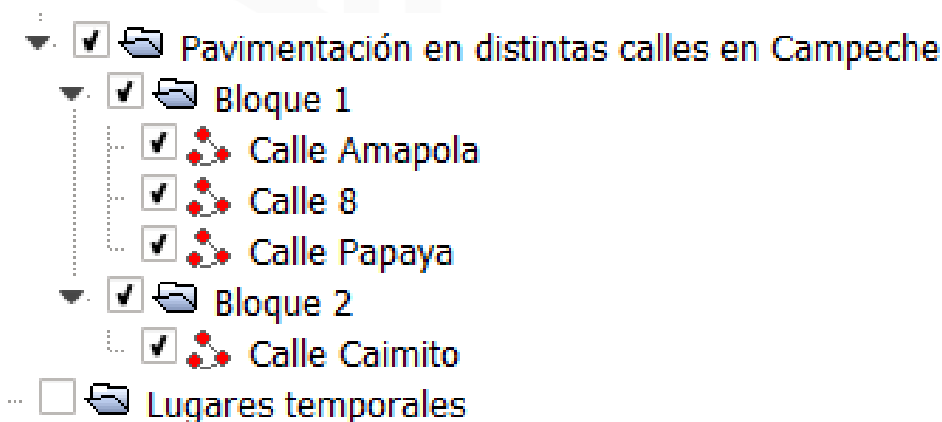 Pavimentación en distintas calles en Campeche
Bloque 1
Calle Amapola
Calle 8
Calle Papaya
Bloque 2
Calle Caimito
Lugares temporales